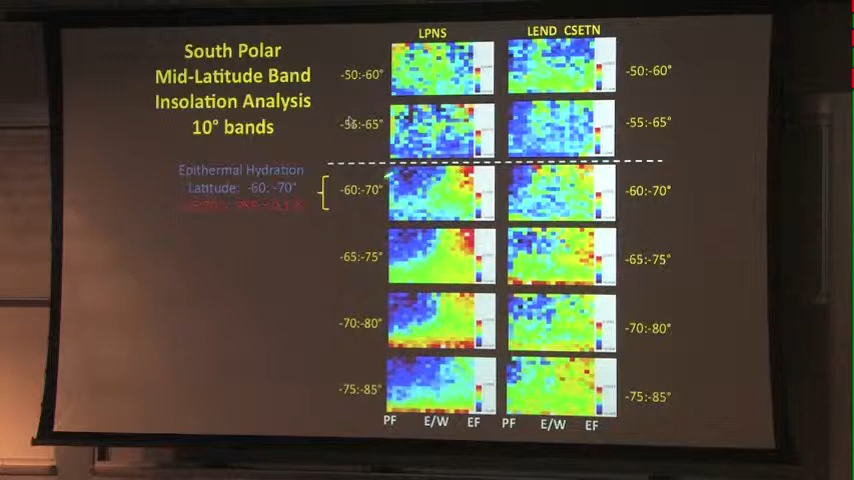 South Polar
Mid-Latitude Band
Insolation Analysis
10° bands
Epithermal Hydration
Latitude: -60: -70°
LPNS
LEND CSETN
-50:-60°
-50:-60°
-55:-65°
-55:-65°
-60:-70°
-60:-70°
-65:-75°
-65:-75°
-70:-80°
-70:-80°
-75:-85°
-75:-85°
PF E/W EF PF E/W EF